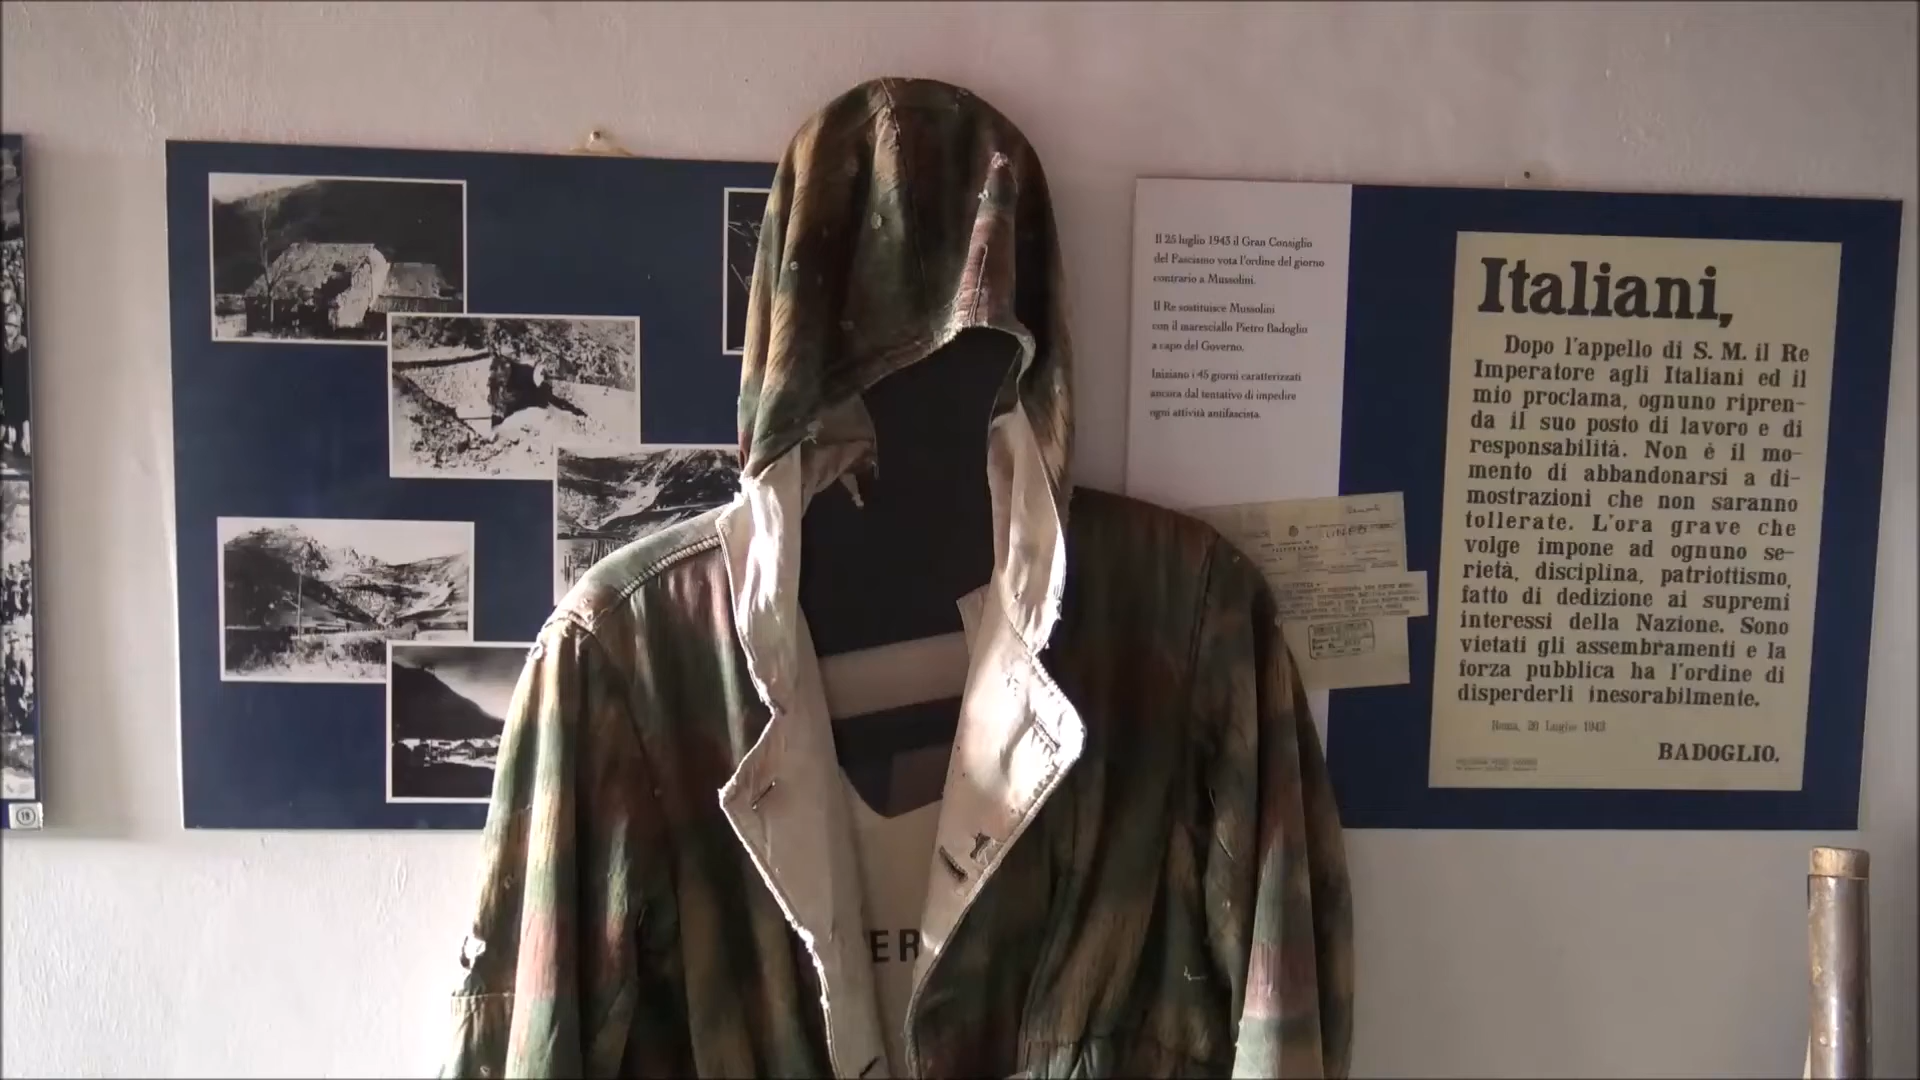 Il 25 luglio 1943 il Gran Consiglio
del Fascismo vota l'ordine del giorno
contrario a Mussolini.
Il Re sostituisce Mussolini
con il maresciallo Pietro Badoglio
a capo del Governo.
Iniziano i 45 giorni caratterizzati
ancora dal tentativo di impedire
ogni attività antifascista.
Italiani,
Dopo l'appello di S. M. il Re
Imperatore agli Italiani ed il
mio proclama, ognuno ripren-
da il suo posto di lavoro e di
responsabilità. Non è il mo-
mento di abbandonarsi a di-
mostrazioni che non saranno
tollerate. L'ora grave che
volge impone ad ognuno se-
rietà, disciplina, patriottismo,
fatto di dedizione ai supremi
interessi della Nazione. Sono
vietati gli assembramenti e la
forza pubblica ha l'ordine di
disperderli inesorabilmente.
Roma, 26 Luglio 1943
BADOGLIO.
ER
19